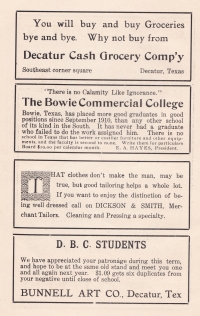 You will buy and buy Groceries
bye and bye. Why not buy from
Decatur Cash Grocery Comp'y
Southeast corner square Decatur, Texas
"There is no Calamity Like Ignorance."
The Bowie Commercial College
Bowie, Texas, has placed more good graduates in good
positions since September 1910, than any other school
of its kind in the South. It has never had a graduate
who failed to do the work assigned him. There is no
school in Texas that has better or costlier furniture and other equip-
ments, and the faculty is second to none. Write them for particulars
Board $10.00 per calendar month. E. A. HAYES, President.
THAT clothes don't make the man, may be
true, but good tailoring helps a whole lot.
If you want to enjoy the distinction of be-
ing well dressed call on DICKSON & SMITH, Mer-
chant Tailors. Cleaning and Pressing a specialty.
D. B. C. STUDENTS
We have appreciated your patronage during this term,
and hope to be at the same old stand and meet you one
and all again next year. $1.00 gets six duplicates from
your negative until close of school.
BUNNELL ART CO., Decatur, Tex